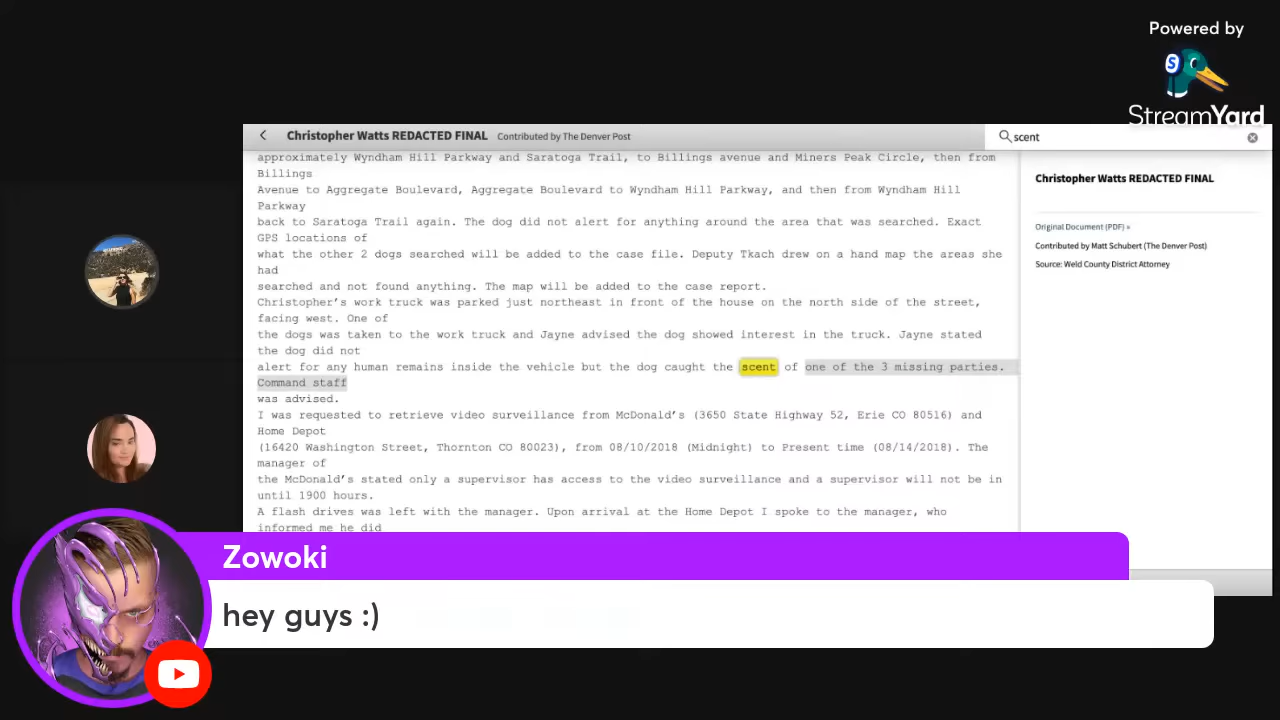 Powered by
S
StreamYard
Christopher Watts REDACTED FINAL Contributed by The Denver Post
scent
approximately Wyndham Hill Parkway and Saratoga Trail, to Billings avenue and Miners Peak Circle, then from
Billings
Avenue to Aggregate Boulevard, Aggregate Boulevard to Wyndham Hill Parkway, and then from Wyndham Hill
Parkway
back to Saratoga Trail again. The dog did not alert for anything around the area that was searched. Exact
GPS locations of
what the other 2 dogs searched will be added to the case file. Deputy Tkach drew on a hand map the areas she
had
searched and not found anything. The map will be added to the case report.
Christopher's work truck was parked just northeast in front of the house on the north side of the street,
facing west. One of
the dogs was taken to the work truck and Jayne advised the dog showed interest in the truck. Jayne stated
the dog did not
alert for any human remains inside the vehicle but the dog caught the scent of one of the 3 missing parties.
Command staff
was advised.
I was requested to retrieve video surveillance from McDonald's (3650 State Highway 52, Erie CO 80516) and
Home Depot
(16420 Washington Street, Thornton CO 80023), from 08/10/2018 (Midnight) to Present time (08/14/2018). The
manager of
the McDonald's stated only a supervisor has access to the video surveillance and a supervisor will not be in
until 1900 hours.
A flash drives was left with the manager. Upon arrival at the Home Depot I spoke to the manager, who
informed me he did
Christopher Watts REDACTED FINAL
Original Document (PDF) »
Contributed by Matt Schubert (The Denver Post)
Source: Weld County District Attorney
Zowoki
hey guys :)